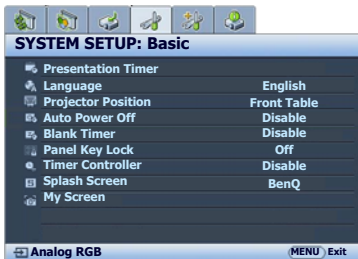 SYSTEM SETUP: Basic
Presentation Timer
Language English
Projector Position Front Table
Auto Power Off Disable
Blank Timer Disable
Panel Key Lock Off
Timer Controller Disable
Splash Screen BenQ
My Screen
Analog RGB MENU Exit